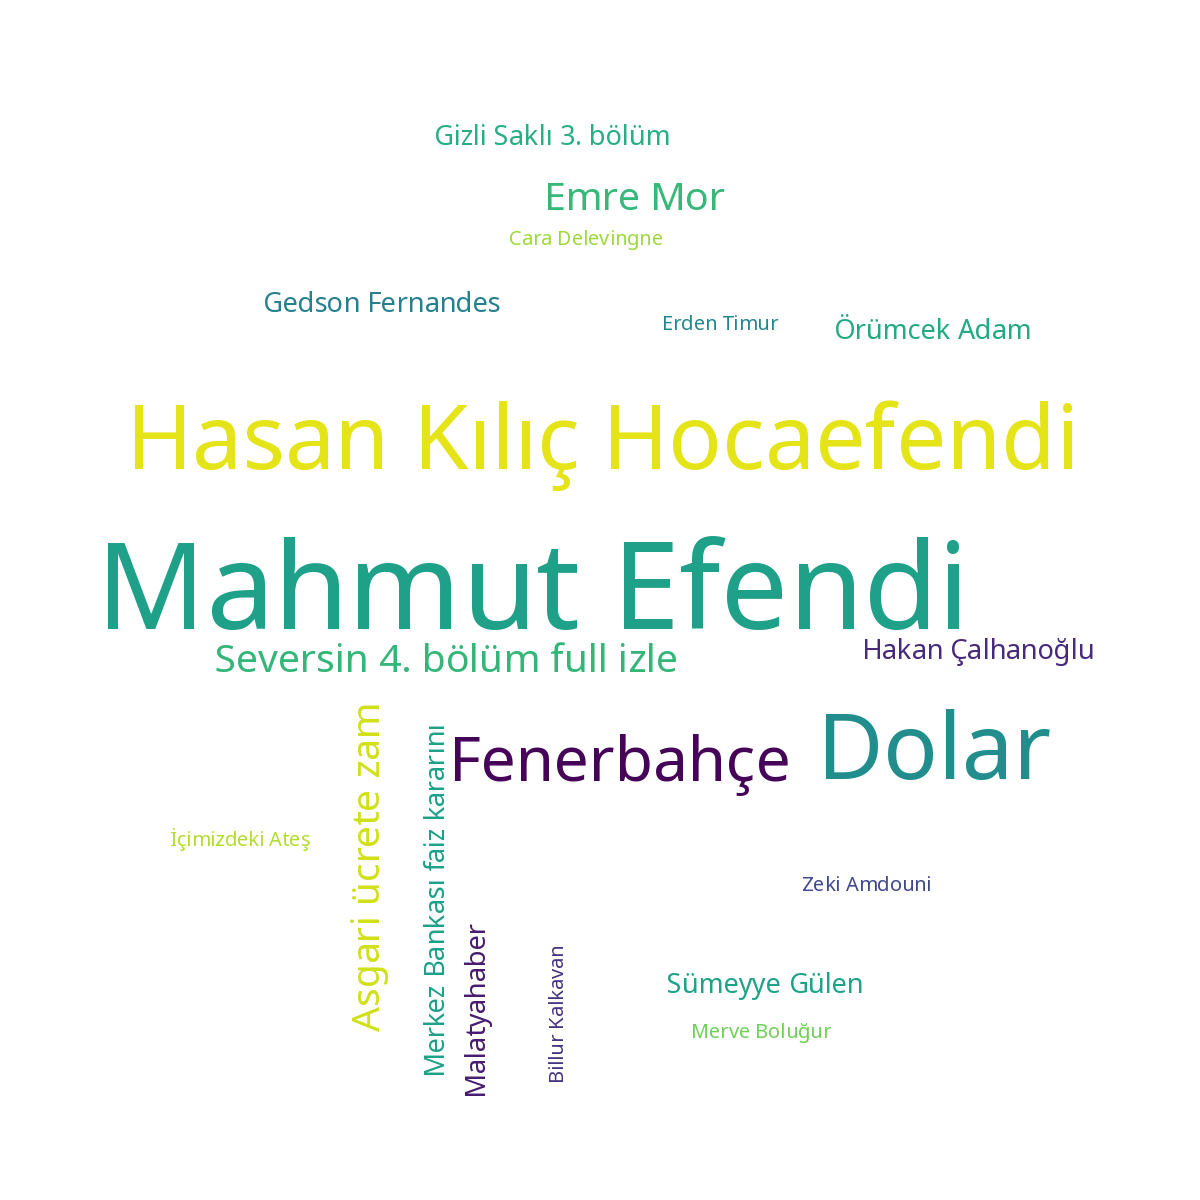 Gizli Saklı 3. bölüm
Emre Mor
Cara Delevingne
Gedson Fernandes
Erden Timur
Örümcek Adam
Hasan Kılıç Hocaefendi
Mahmut Efendi
Seversin 4. bölüm full izle
Hakan Çalhanoğlu
Asgari ücrete zam
Merkez Bankası faiz kararını
Fenerbahçe
Dolar
İçimizdeki Ateş
Zeki Amdouni
Malatyahaber
Billur Kalkavan
Sümeyye Gülen
Merve Boluğur